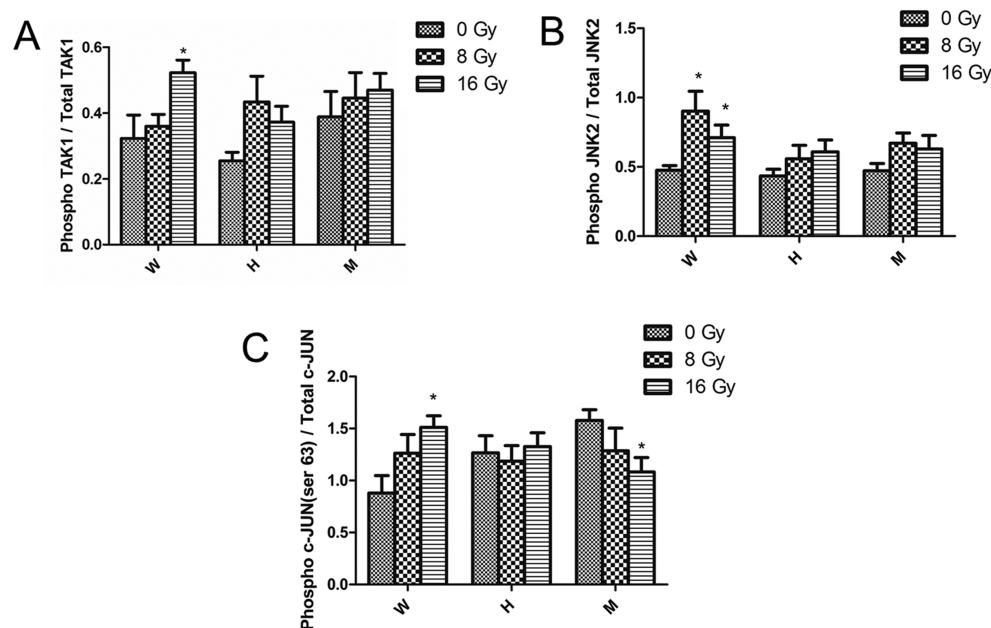 A
Phospho TAK1 / Total TAK1
0.6
0.4
0.2
0.0
*
W
H
M
0 Gy
8 Gy
16 Gy
B
Phospho JNK2 / Total JNK2
1.5
1.0
0.5
0.0
*
*
W
H
M
0 Gy
8 Gy
16 Gy
C
Phospho c-JUN(ser 63) / Total c-JUN
2.0
1.5
1.0
0.5
0.0
*
*
W
H
M
0 Gy
8 Gy
16 Gy